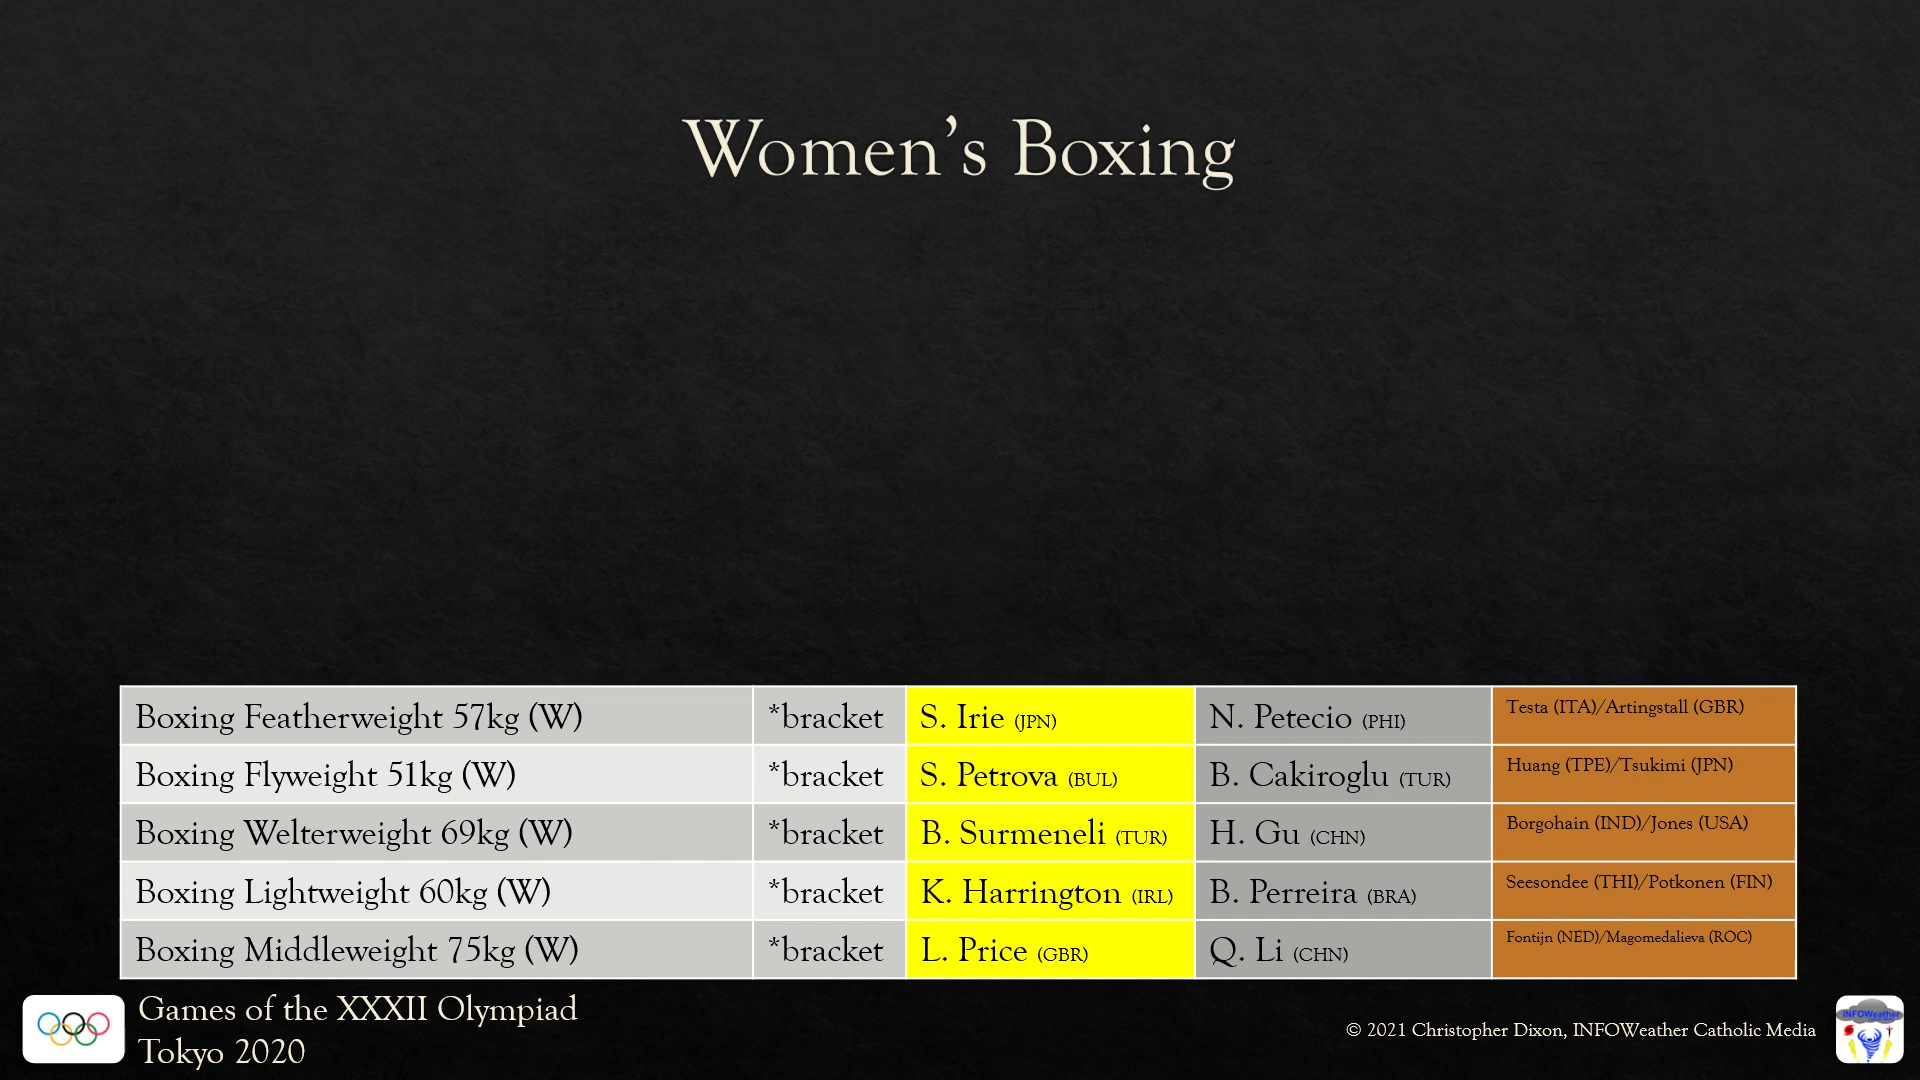 Women’s Boxing
Boxing Featherweight 57kg (W) *bracket S. Irie (JPN) N. Petecio (PHI) Testa (ITA)/Artingstall (GBR)
Boxing Flyweight 51kg (W) *bracket S. Petrova (BUL) B. Cakiroglu (TUR) Huang (TPE)/Tsukimi (JPN)
Boxing Welterweight 69kg (W) *bracket B. Surmeneli (TUR) H. Gu (CHN) Borgohain (IND)/Jones (USA)
Boxing Lightweight 60kg (W) *bracket K. Harrington (IRL) B. Perreira (BRA) Seesondee (THI)/Potkonen (FIN)
Boxing Middleweight 75kg (W) *bracket L. Price (GBR) Q. Li (CHN) Fontijn (NED)/Magomedalieva (ROC)
Games of the XXXII Olympiad
Tokyo 2020
© 2021 Christopher Dixon, INFOWeather Catholic Media
INFOWeather